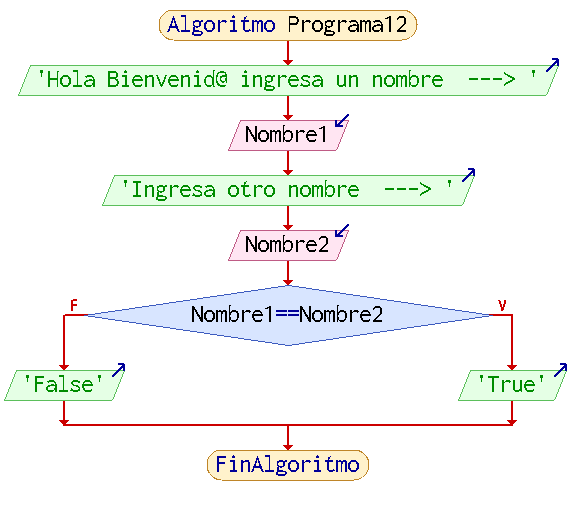 Algoritmo Programa12
'Hola Bienvenid@ ingresa un nombre  ---> '
Nombre1
'Ingresa otro nombre  ---> '
Nombre2
Nombre1==Nombre2
F
V
'False'
'True'
FinAlgoritmo